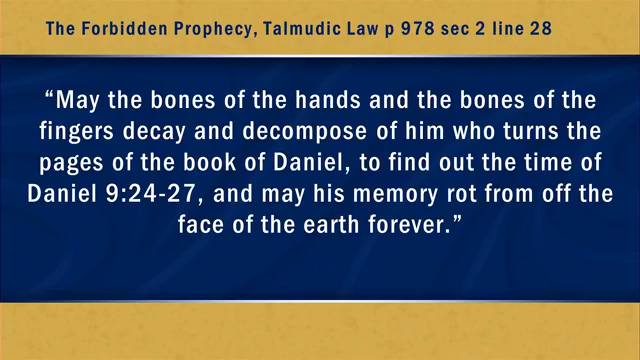 The Forbidden Prophecy, Talmudic Law p 978 sec 2 line 28
“May the bones of the hands and the bones of the
fingers decay and decompose of him who turns the
pages of the book of Daniel, to find out the time of
Daniel 9:24-27, and may his memory rot from off the
face of the earth forever.”